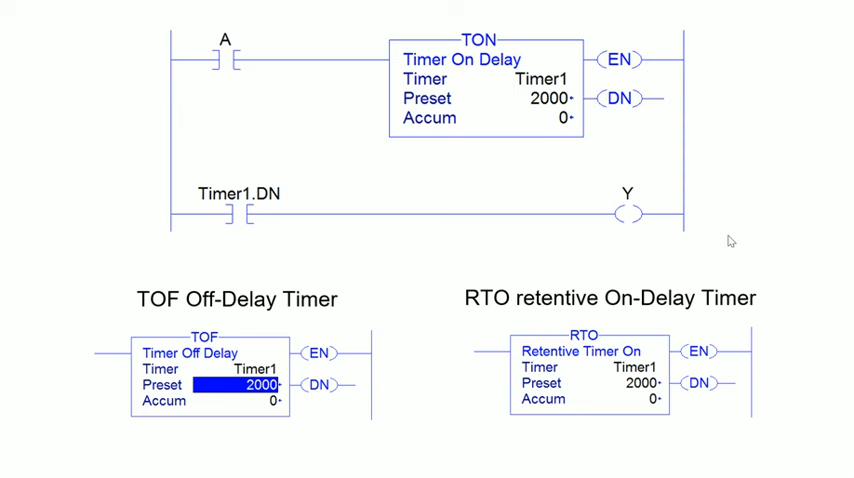 A
TON
Timer On Delay
EN
Timer Timer1
Preset 2000
DN
Accum 0
Timer1.DN
Y
TOF Off-Delay Timer
RTO retentive On-Delay Timer
TOF
Timer Off Delay
EN
Timer Timer1
Preset 2000
DN
Accum 0
RTO
Retentive Timer On
EN
Timer Timer1
Preset 2000
DN
Accum 0